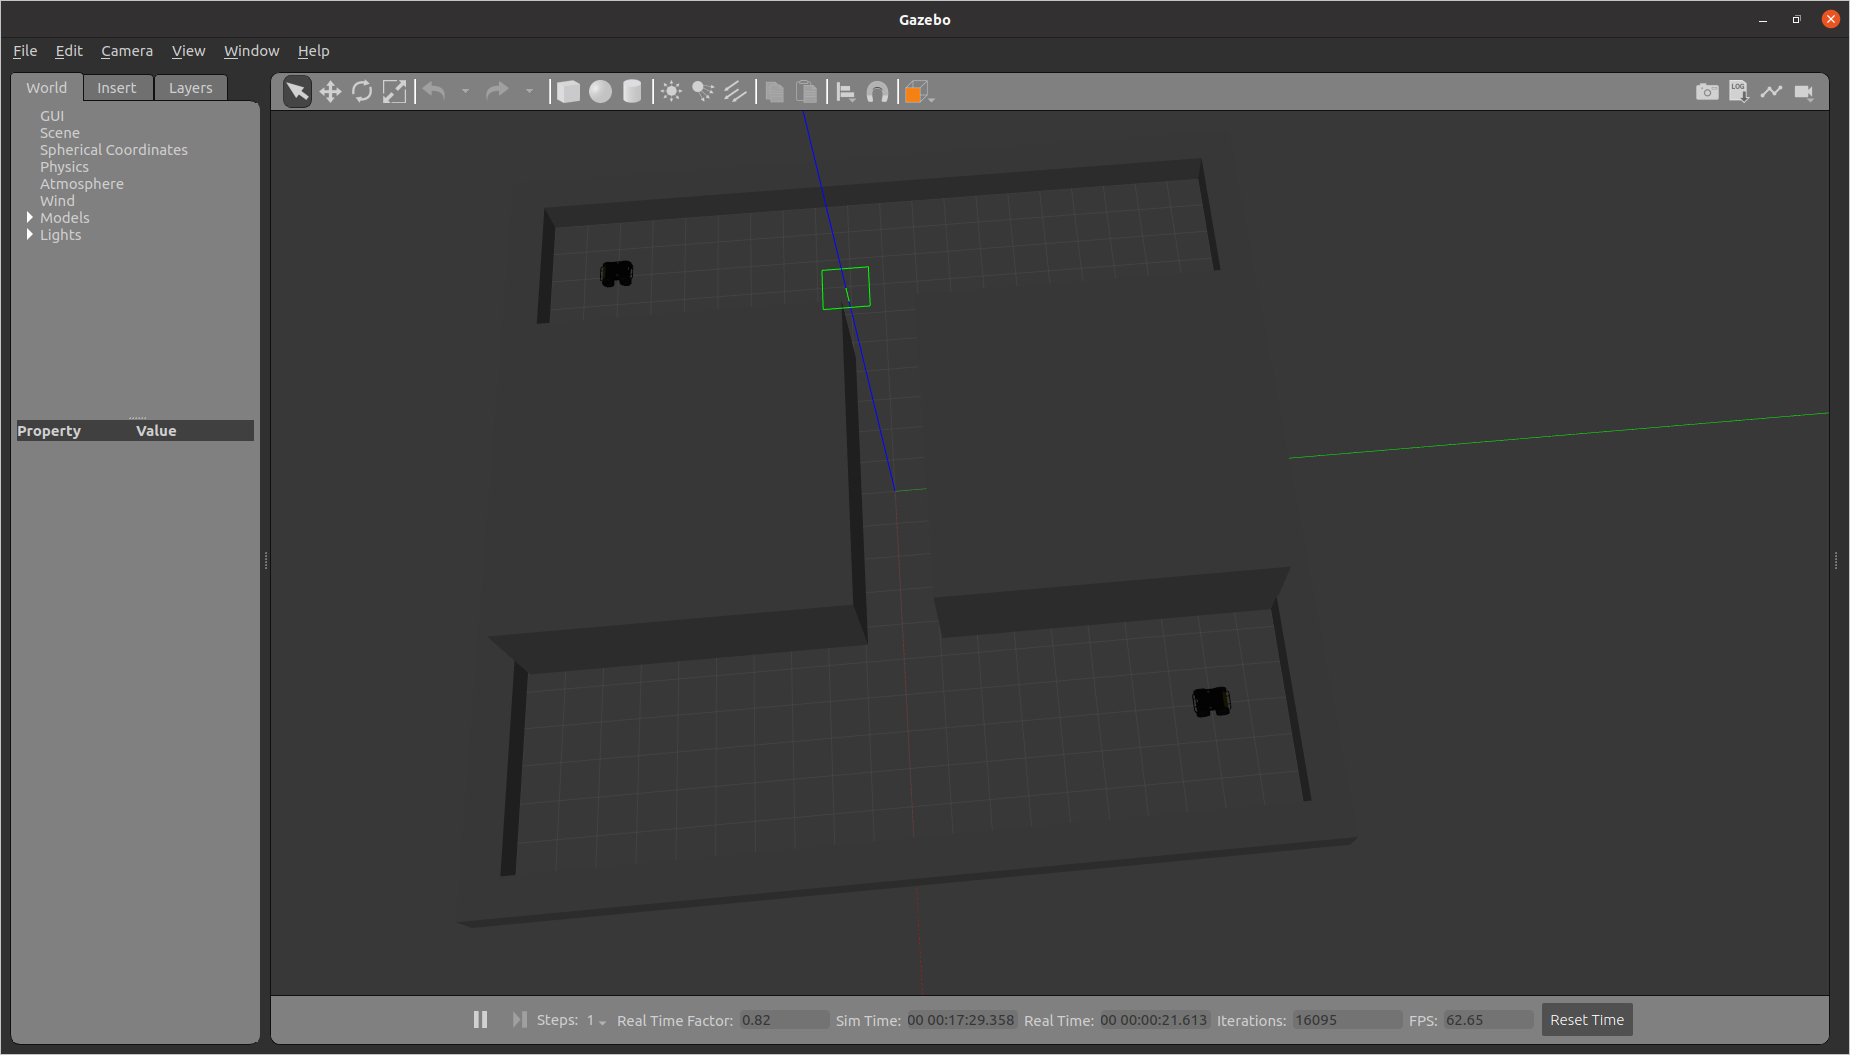 Gazebo
File Edit Camera View Window Help
World Insert Layers
LOG
GUI
Scene
Spherical Coordinates
Physics
Atmosphere
Wind
Models
Lights
Property Value
Steps: 1 Real Time Factor: 0.82 Sim Time: 00 00:17:29.358 Real Time: 00 00:00:21.613 Iterations: 16095 FPS: 62.65 Reset Time